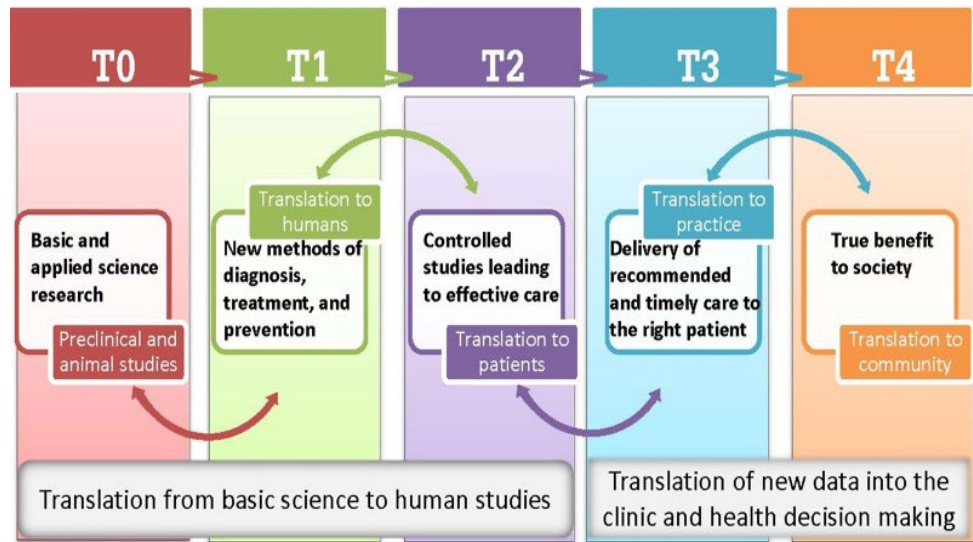 T0
T1
T2
T3
T4
Basic and
applied science
research
Preclinical and
animal studies
Translation to
humans
New methods of
diagnosis,
treatment, and
prevention
Controlled
studies leading
to effective care
Translation to
patients
Translation to
practice
Delivery of
recommended
and timely care to
the right patient
True benefit
to society
Translation to
community
Translation from basic science to human studies
Translation of new data into the
clinic and health decision making